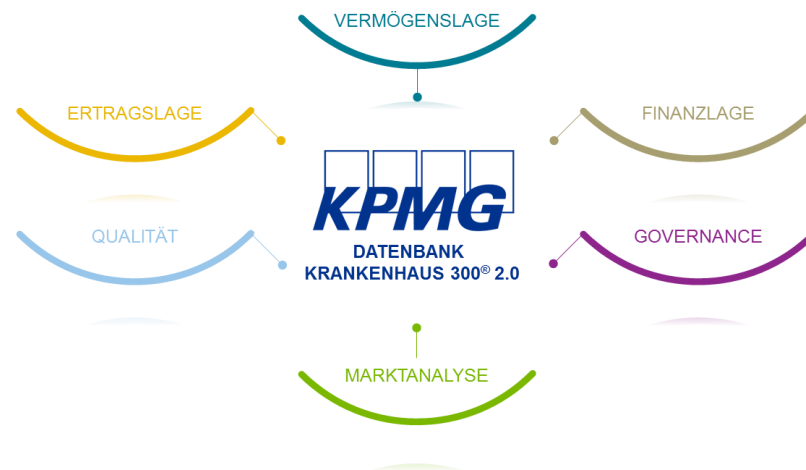 VERMÖGENSLAGE
ERTRAGSLAGE
FINANZLAGE
KPMG
DATENBANK
KRANKENHAUS 300® 2.0
QUALITÄT
GOVERNANCE
MARKTANALYSE